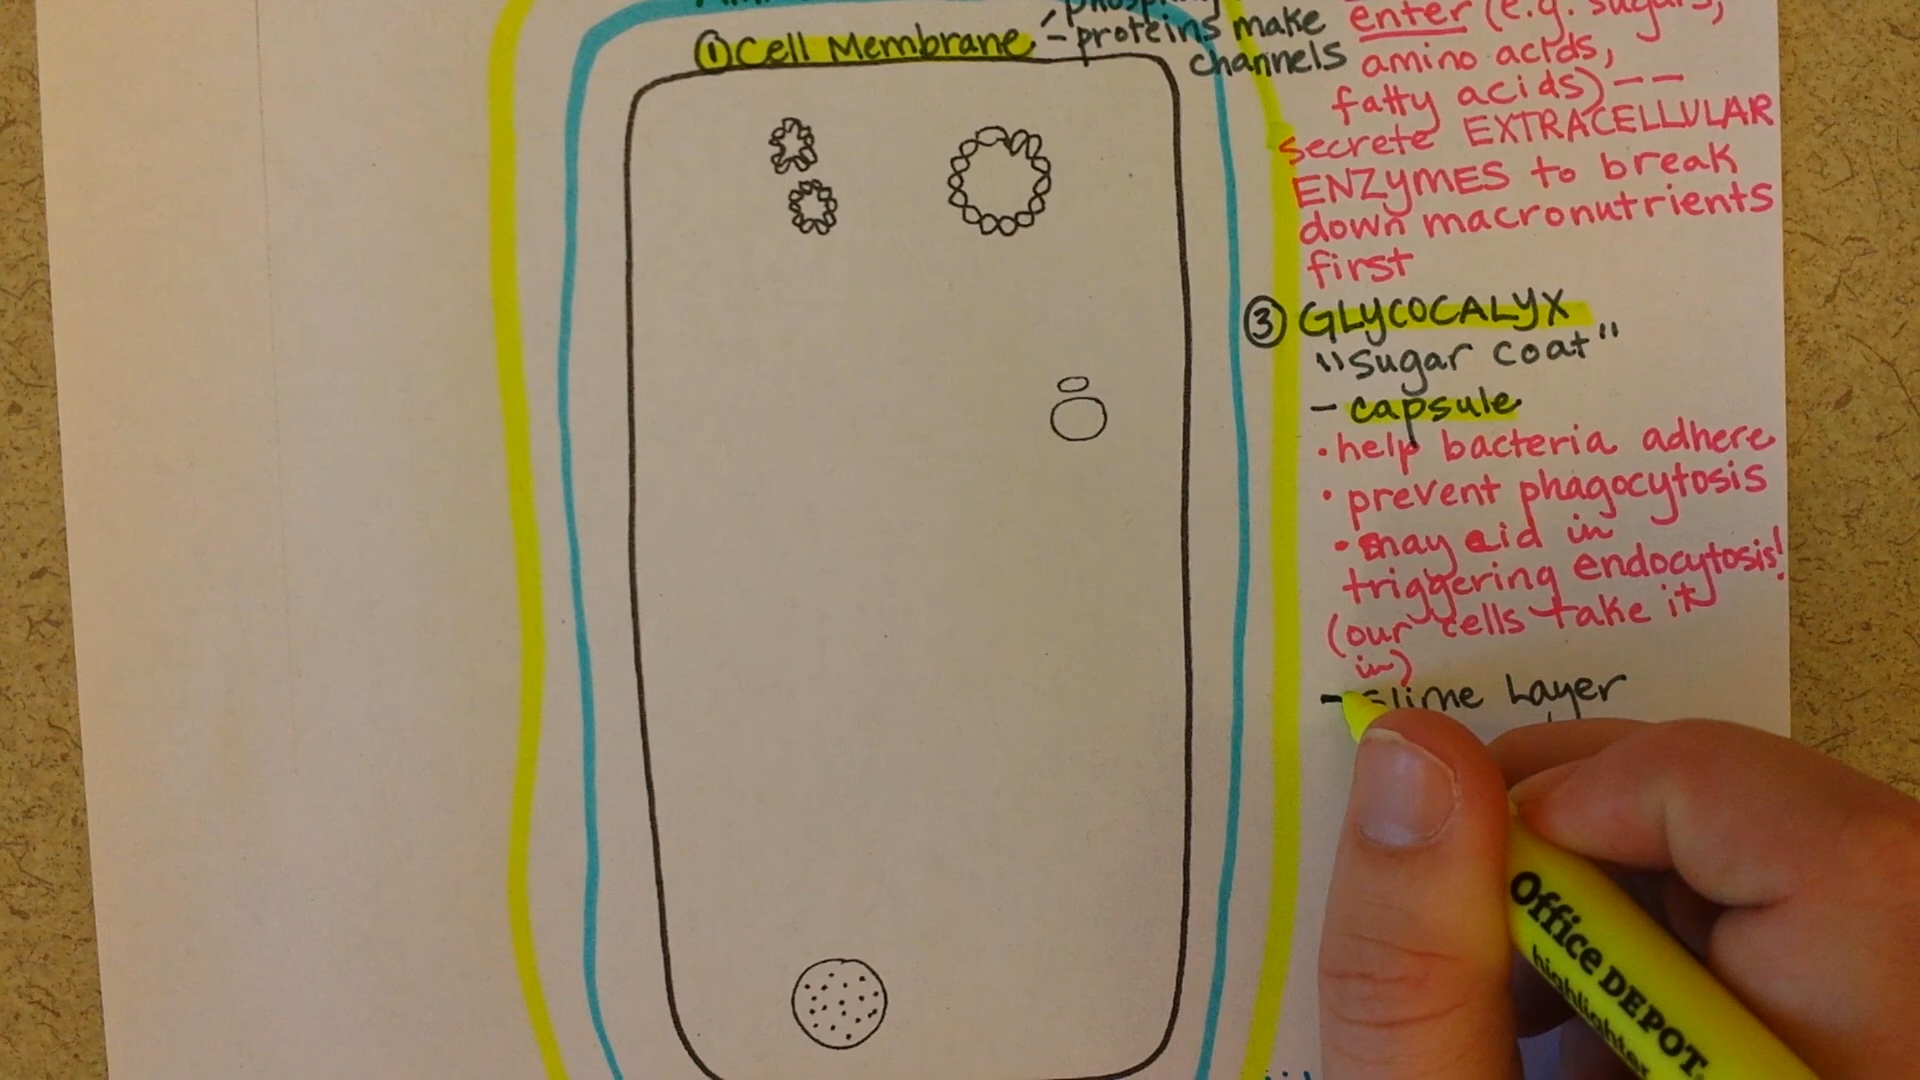 ① Cell Membrane
- proteins make
channels
enter (e.g. sugars,
amino acids,
fatty acids) --
secrete EXTRACELLULAR
ENZYMES to break
down macronutrients
first
③ GLYCOCALYX
"sugar coat"
- capsule
• help bacteria adhere
• prevent phagocytosis
• may aid in
triggering endocytosis!
(our cells take it
in)
- Slime Layer
Office DEPOT
highlighter